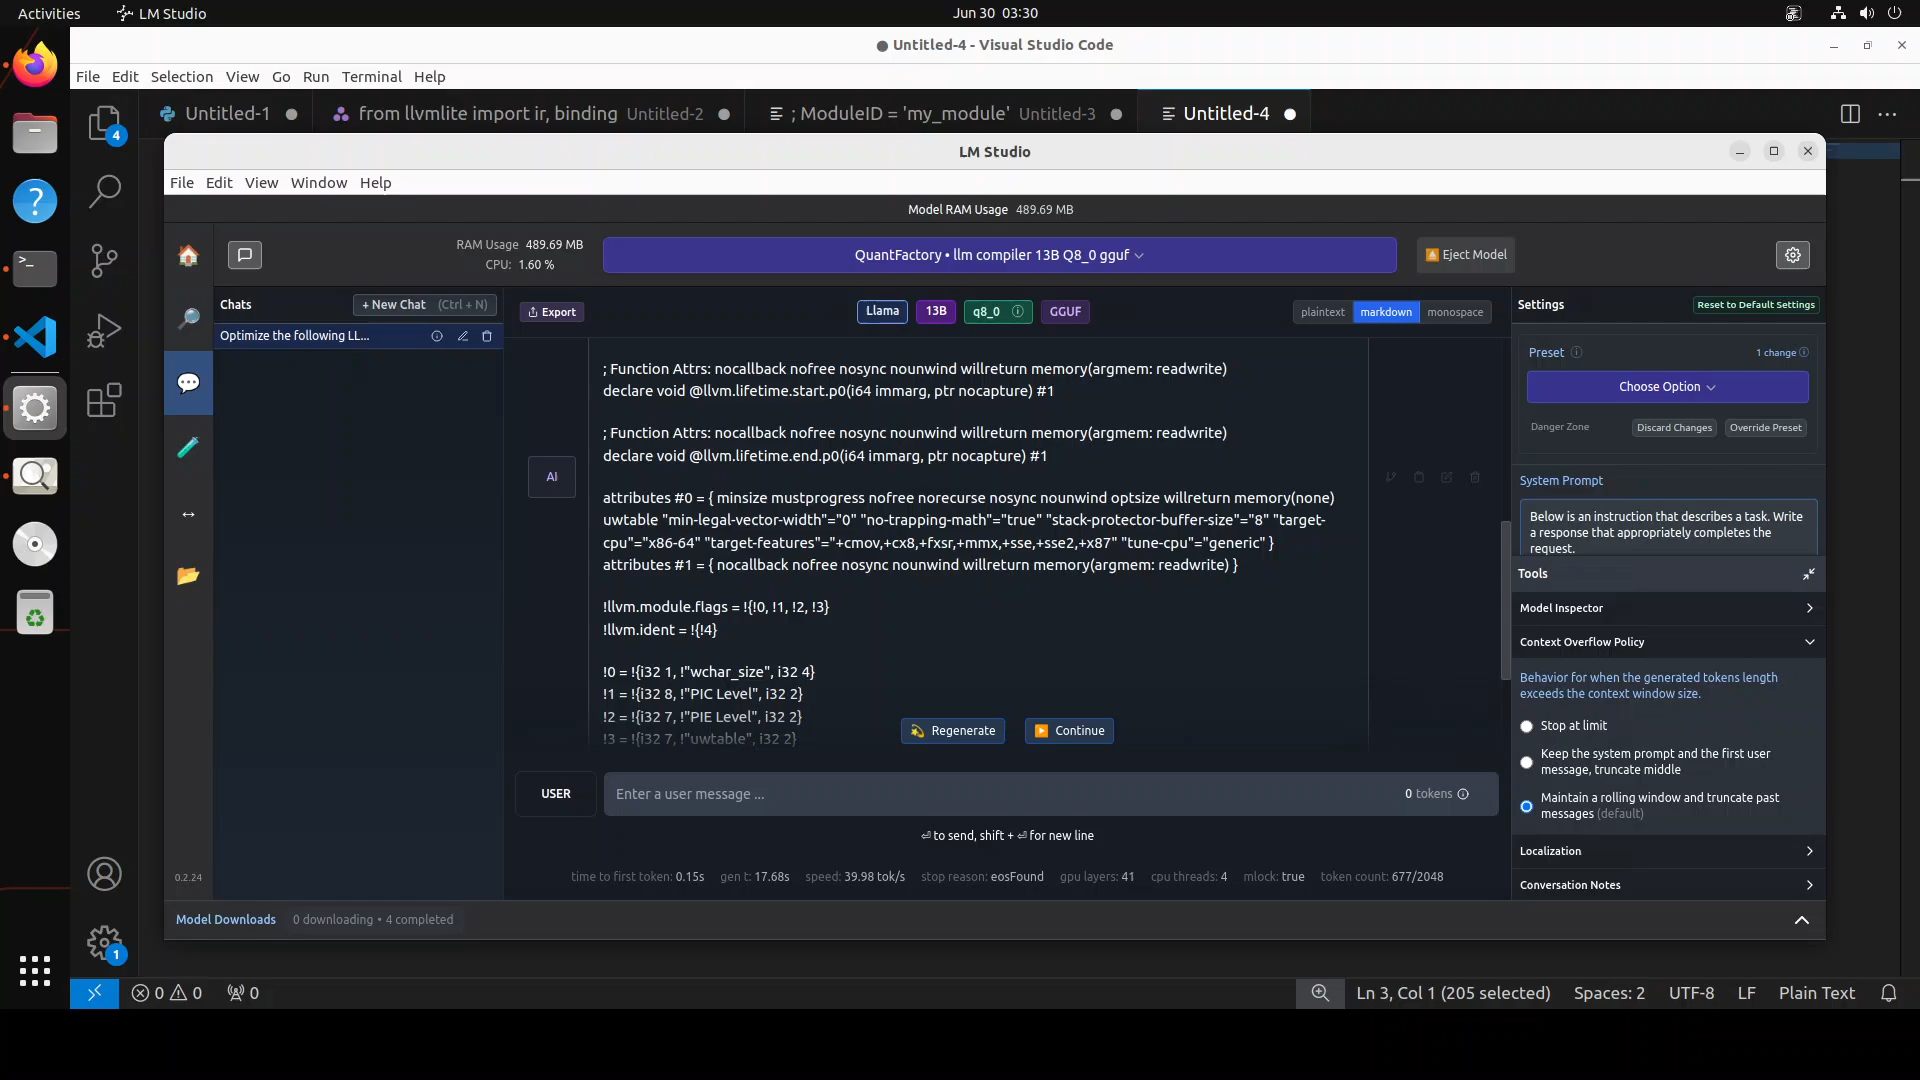 Activities
LM Studio
Jun 30 03:30
Untitled-4 - Visual Studio Code
File Edit Selection View Go Run Terminal Help
4
Untitled-1
from llvmlite import ir, binding Untitled-2
; ModuleID = 'my_module' Untitled-3
Untitled-4
LM Studio
File Edit View Window Help
Model RAM Usage 489.69 MB
RAM Usage 489.69 MB
CPU: 1.60 %
QuantFactory • llm compiler 13B Q8_0 gguf
Eject Model
Chats
+ New Chat (Ctrl + N)
Optimize the following LL...
Export
Llama
13B
q8_0
GGUF
plaintext
markdown
monospace
; Function Attrs: nocallback nofree nosync nounwind willreturn memory(argmem: readwrite)
declare void @llvm.lifetime.start.p0(i64 immarg, ptr nocapture) #1
; Function Attrs: nocallback nofree nosync nounwind willreturn memory(argmem: readwrite)
declare void @llvm.lifetime.end.p0(i64 immarg, ptr nocapture) #1
AI
attributes #0 = { minsize mustprogress nofree norecurse nosync nounwind optsize willreturn memory(none)
uwtable "min-legal-vector-width"="0" "no-trapping-math"="true" "stack-protector-buffer-size"="8" "target-
cpu"="x86-64" "target-features"="+cmov,+cx8,+fxsr,+mmx,+sse,+sse2,+x87" "tune-cpu"="generic" }
attributes #1 = { nocallback nofree nosync nounwind willreturn memory(argmem: readwrite) }
!llvm.module.flags = !{!0, !1, !2, !3}
!llvm.ident = !{!4}
!0 = !{i32 1, !"wchar_size", i32 4}
!1 = !{i32 8, !"PIC Level", i32 2}
!2 = !{i32 7, !"PIE Level", i32 2}
!3 = !{i32 7, !"uwtable", i32 2}
Regenerate
Continue
USER
Enter a user message ...
0 tokens
⏎ to send, shift + ⏎ for new line
time to first token: 0.15s gen t: 17.68s speed: 39.98 tok/s stop reason: eosFound gpu layers: 41 cpu threads: 4 mlock: true token count: 677/2048
0.2.24
Settings
Reset to Default Settings
Preset
1 change
Choose Option
Danger Zone
Discard Changes
Override Preset
System Prompt
Below is an instruction that describes a task. Write
a response that appropriately completes the
request.
Tools
Model Inspector
Context Overflow Policy
Behavior for when the generated tokens length
exceeds the context window size.
Stop at limit
Keep the system prompt and the first user
message, truncate middle
Maintain a rolling window and truncate past
messages (default)
Localization
Conversation Notes
Model Downloads
0 downloading • 4 completed
1
0 0
0
Ln 3, Col 1 (205 selected)
Spaces: 2
UTF-8
LF
Plain Text